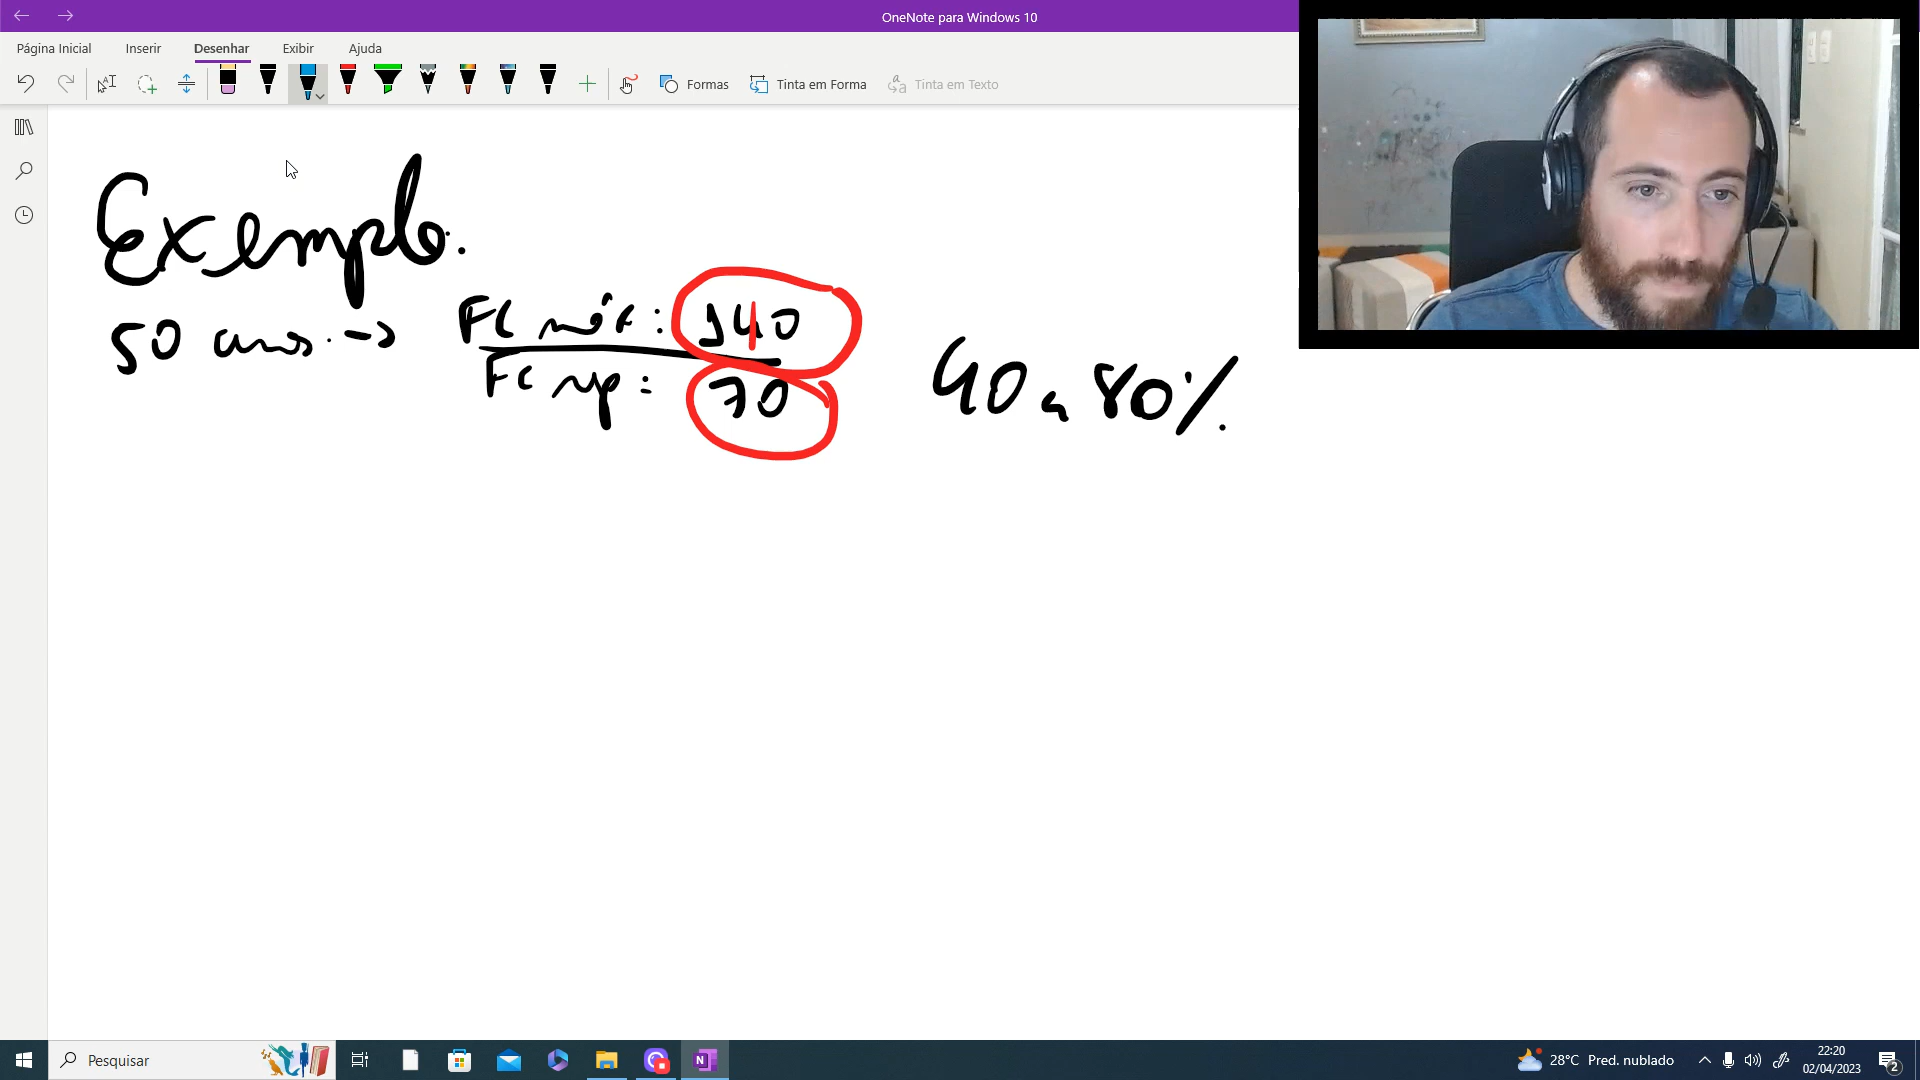 OneNote para Windows 10
Página Inicial Inserir Desenhar Exibir Ajuda
Formas Tinta em Forma Tinta em Texto
Exemplo.
50 anos. -> FC máx: 140
FC rep: 70
40 a 80%
Pesquisar
28°C Pred. nublado
22:20
02/04/2023
2